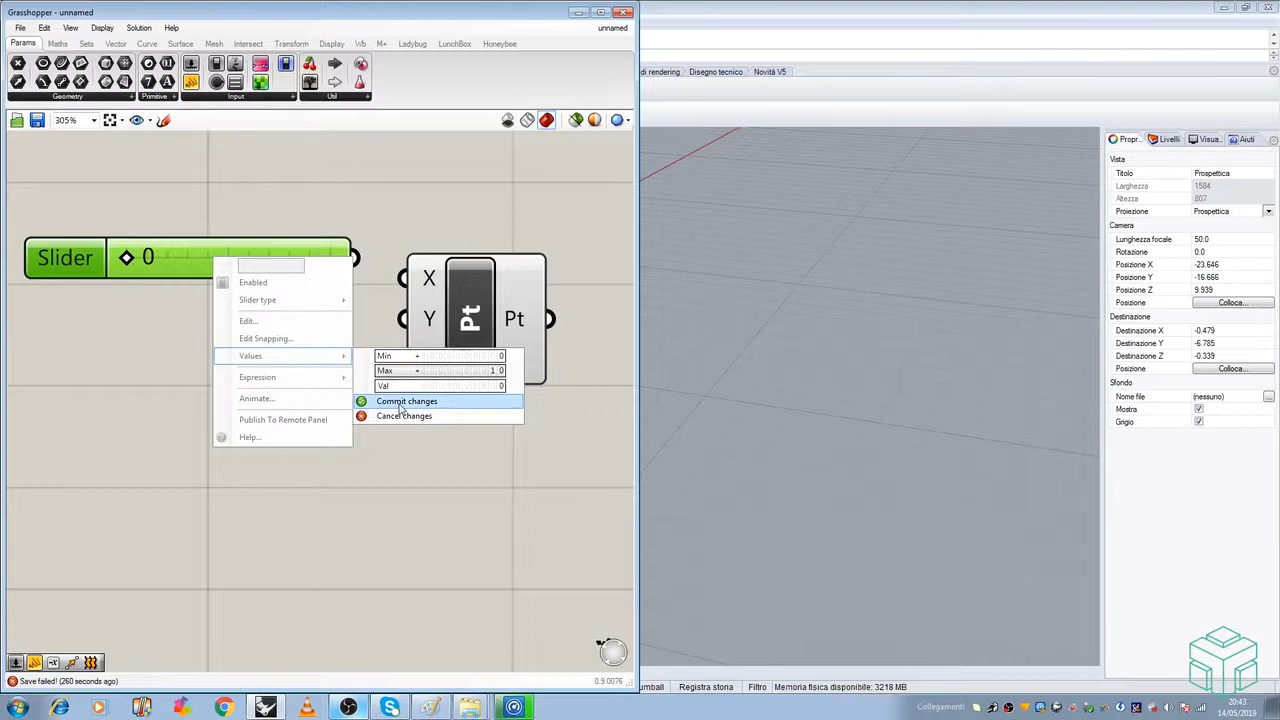 Grasshopper - unnamed
File Edit View Display Solution Help
unnamed
Params Maths Sets Vector Curve Surface Mesh Intersect Transform Display Wb M+ Ladybug LunchBox Honeybee
Geometry Primitive Input Util
305%
di rendering Disegno tecnico Novità V5
Slider 0
X
Y
Pt
Pt
Enabled
Slider type
Edit...
Edit Snapping...
Values
Expression
Animate...
Publish To Remote Panel
Help...
Min 0
Max 1 0
Val 0
Commit changes
Cancel changes
Propr... Livelli Visua... Aiuti
Vista
Titolo Prospettica
Larghezza 1584
Altezza 807
Proiezione Prospettica
Camera
Lunghezza focale 50.0
Rotazione 0.0
Posizione X -23.646
Posizione Y -16.666
Posizione Z 9.939
Posizione Colloca...
Destinazione
Destinazione X -0.479
Destinazione Y -6.785
Destinazione Z -0.339
Posizione Colloca...
Sfondo
Nome file (nessuno)
Mostra
Grigio
Save failed! (260 seconds ago)
0.9.0076
umball Registra storia Filtro Memoria fisica disponibile: 3218 MB
Collegamenti
20:43
14/05/2019